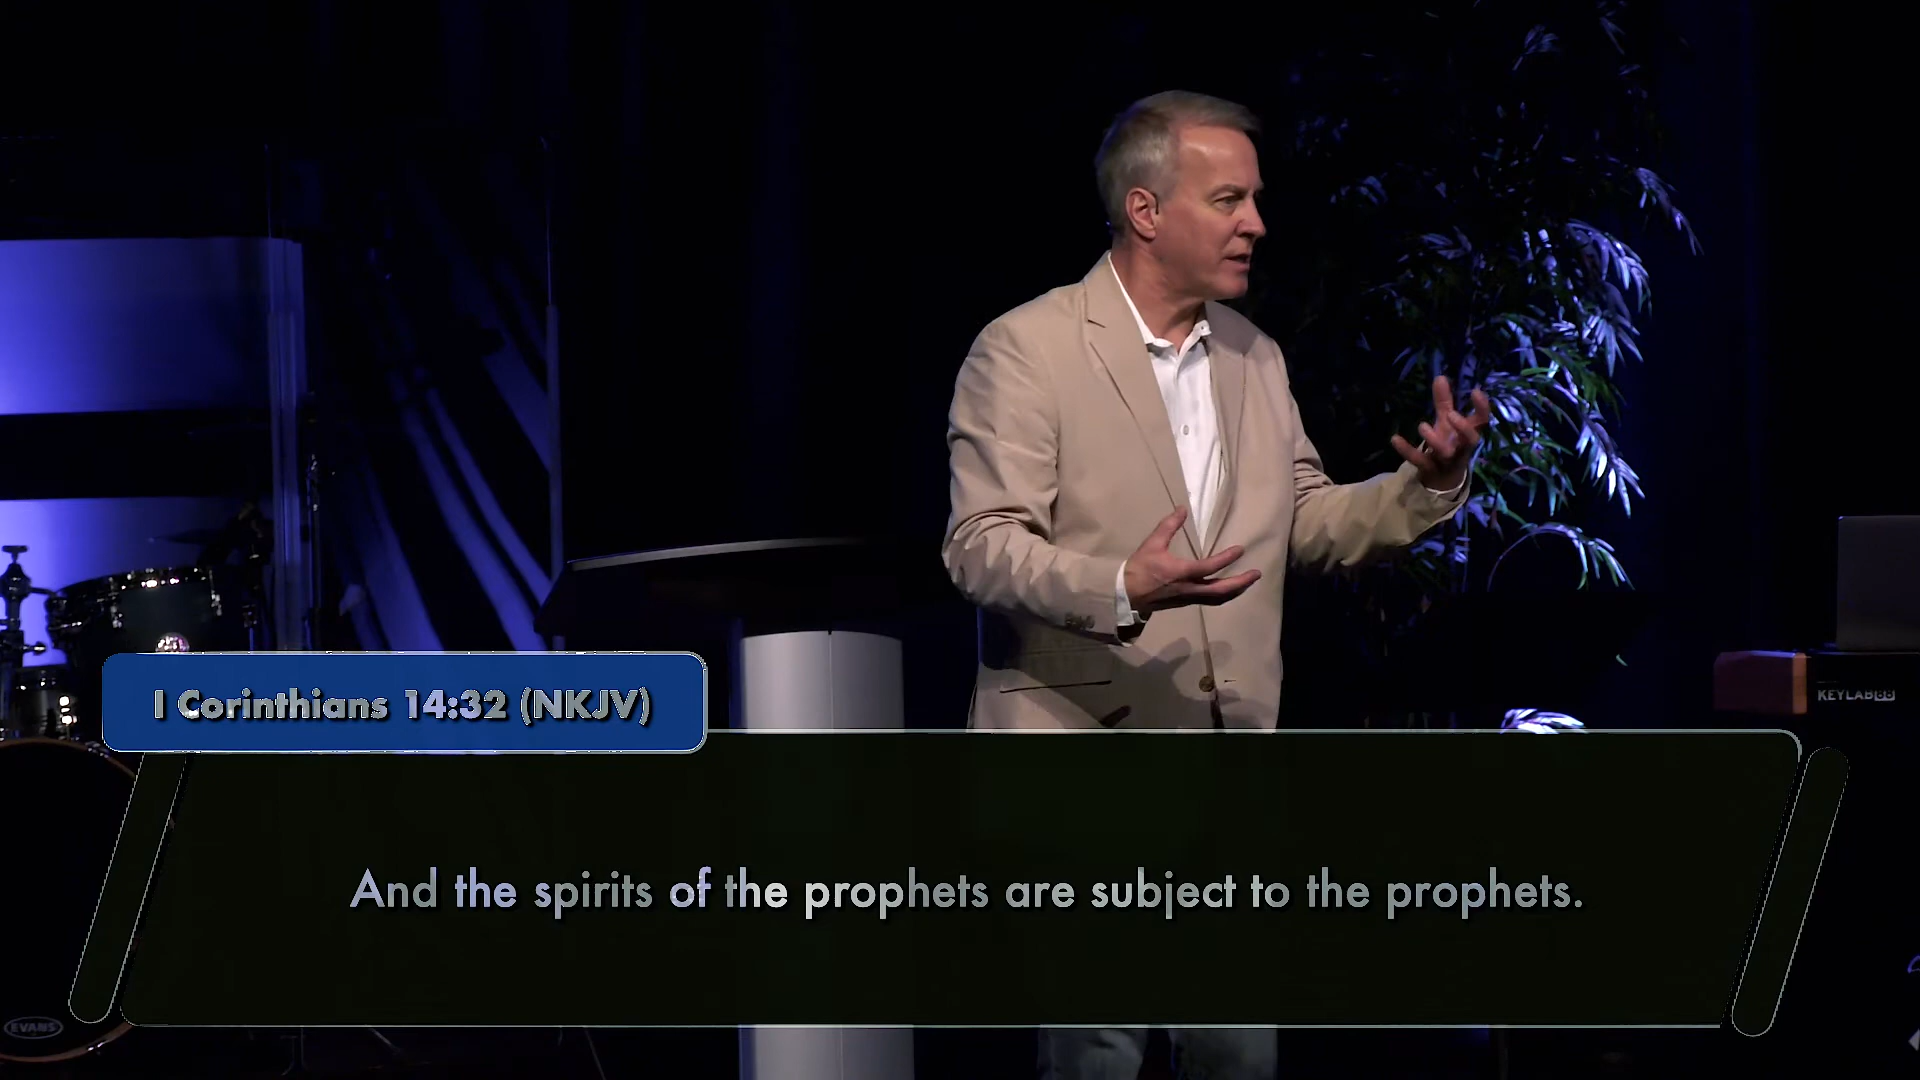 KEYLAB88
I Corinthians 14:32 (NKJV)
And the spirits of the prophets are subject to the prophets.
EVANS